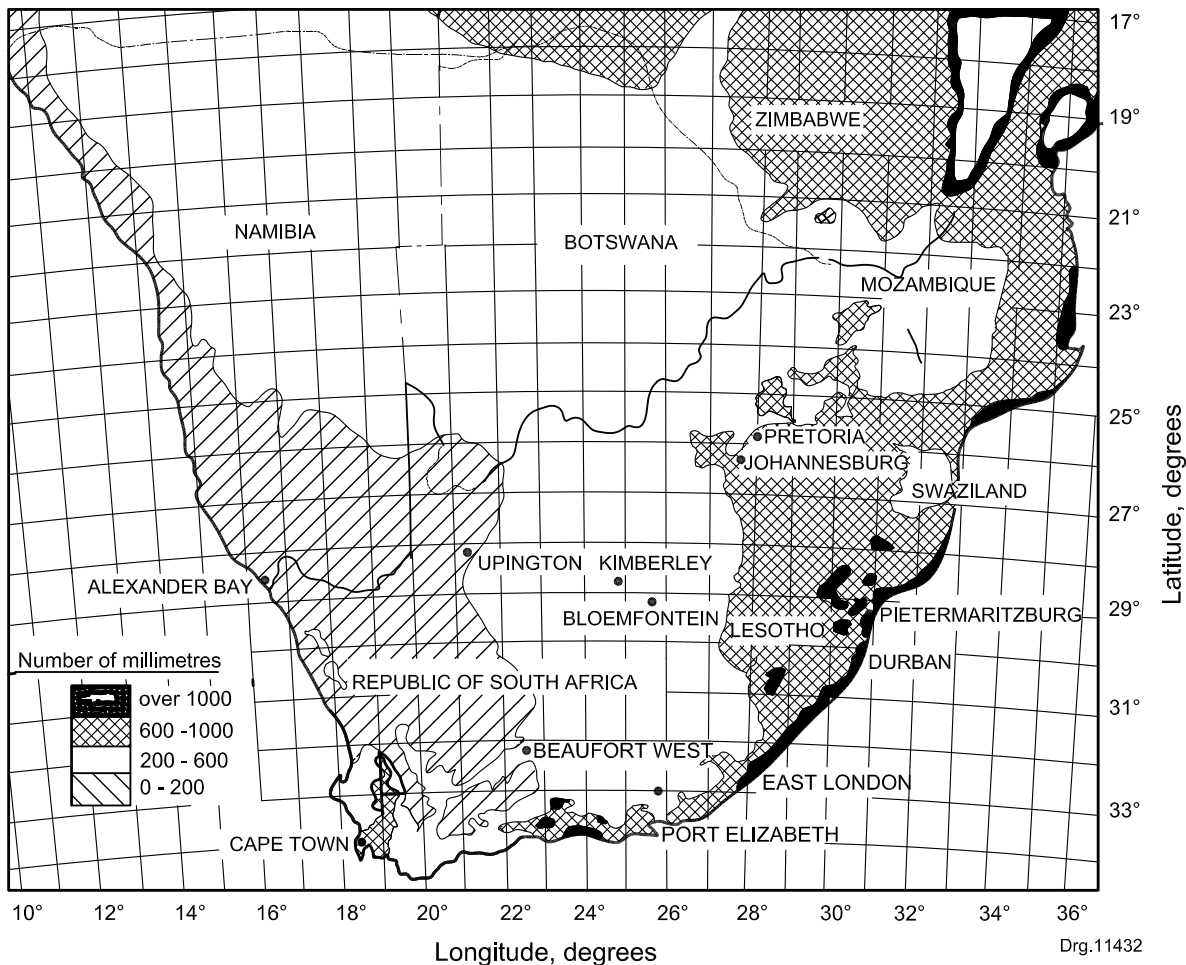 17°
ZIMBABWE
19°
NAMIBIA
BOTSWANA
21°
MOZAMBIQUE
23°
PRETORIA
25°
JOHANNESBURG
SWAZILAND
27°
ALEXANDER BAY
UPINGTON
KIMBERLEY
BLOEMFONTEIN
LESOTHO
PIETERMARITZBURG
29°
DURBAN
Number of millimetres
over 1000
600 -1000
200 - 600
0 - 200
REPUBLIC OF SOUTH AFRICA
31°
BEAUFORT WEST
EAST LONDON
33°
CAPE TOWN
PORT ELIZABETH
Latitude, degrees
10°
12°
14°
16°
18°
20°
22°
24°
26°
28°
30°
32°
34°
36°
Longitude, degrees
Drg.11432